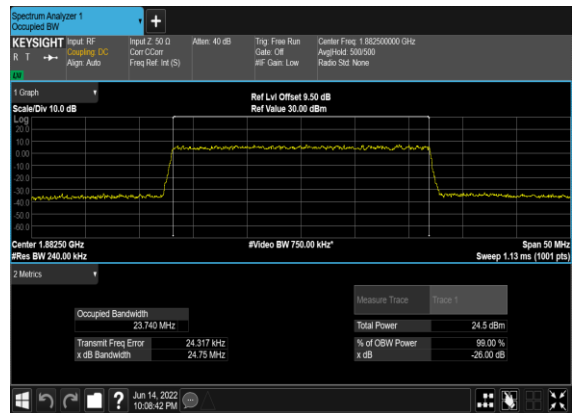 Spectrum Analyzer 1
Occupied BW
+
KEYSIGHT Input: RF Input Z: 50 Ω Atten: 40 dB Trig: Free Run Center Freq: 1.882500000 GHz
R T Coupling: DC Corr CCorr Gate: Off Avg|Hold: 500/500
Align: Auto Freq Ref: Int (S) #IF Gain: Low Radio Std: None
LW
1 Graph
Ref Lvl Offset 9.50 dB
Scale/Div 10.0 dB Ref Value 30.00 dBm
Log
20.0
10.0
0.00
-10.0
-20.0
-30.0
-40.0
-50.0
-60.0
Center 1.88250 GHz #Video BW 750.00 kHz* Span 50 MHz
#Res BW 240.00 kHz Sweep 1.13 ms (1001 pts)
2 Metrics
Measure Trace Trace 1
Occupied Bandwidth
23.740 MHz Total Power 24.5 dBm
Transmit Freq Error 24.317 kHz % of OBW Power 99.00 %
x dB Bandwidth 24.75 MHz x dB -26.00 dB
? Jun 14, 2022
10:06:42 PM